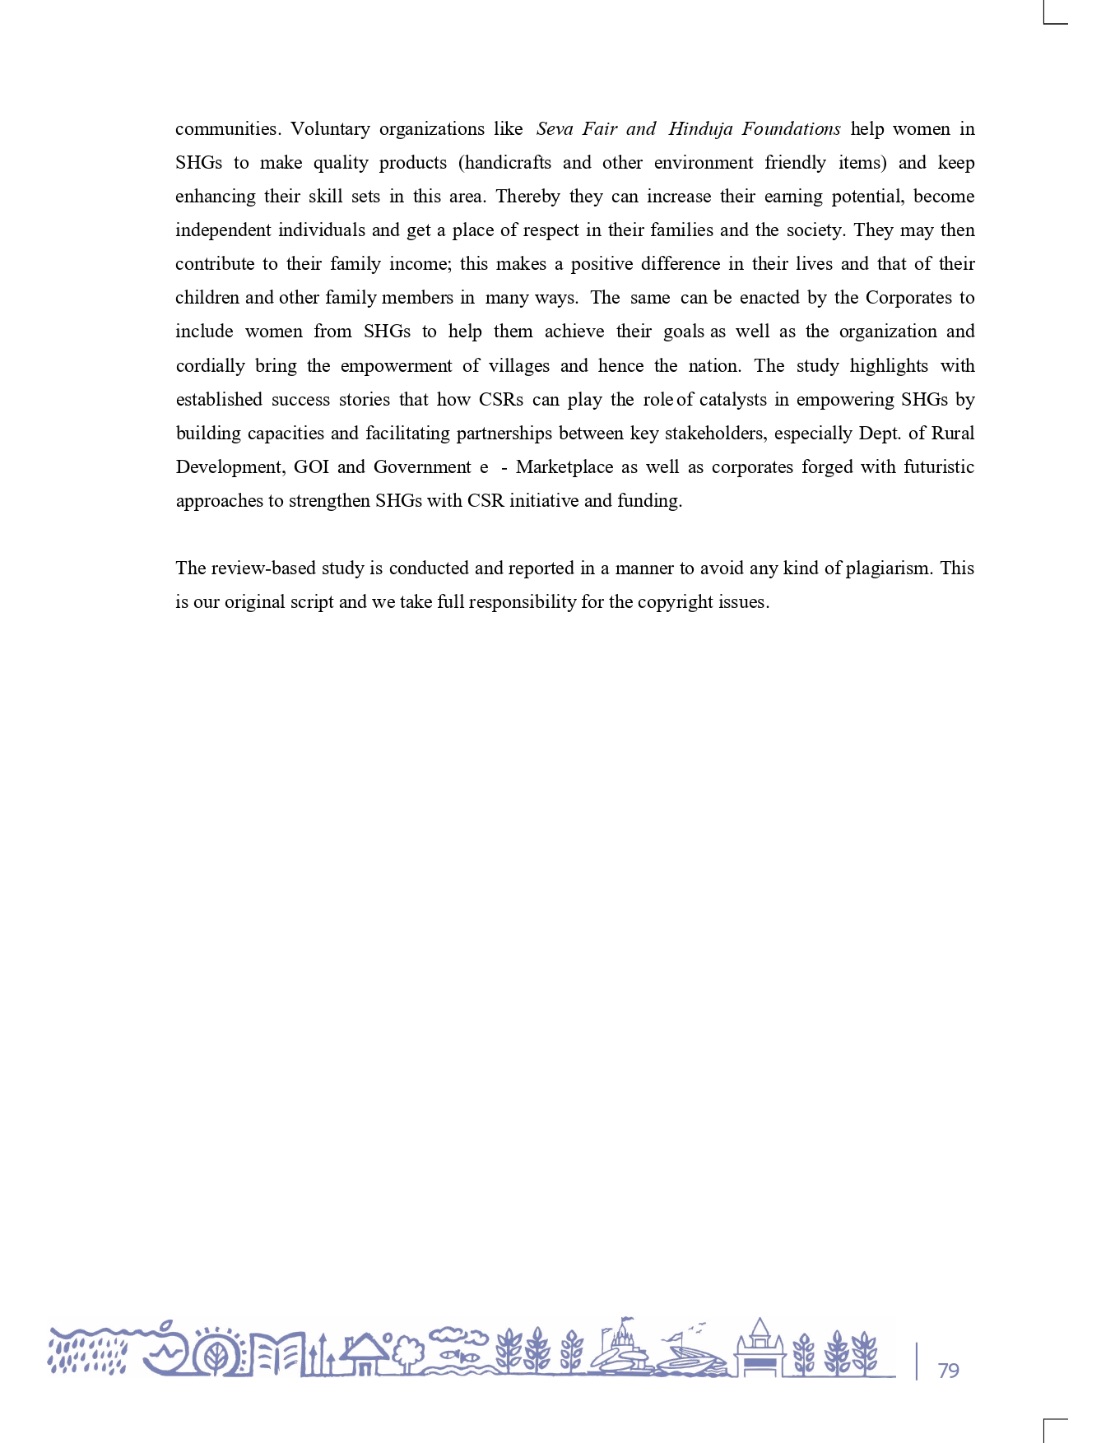 communities. Voluntary organizations like Seva Fair and Hinduja Foundations help women in
SHGs to make quality products (handicrafts and other environment friendly items) and keep
enhancing their skill sets in this area. Thereby they can increase their earning potential, become
independent individuals and get a place of respect in their families and the society. They may then
contribute to their family income; this makes a positive difference in their lives and that of their
children and other family members in many ways. The same can be enacted by the Corporates to
include women from SHGs to help them achieve their goals as well as the organization and
cordially bring the empowerment of villages and hence the nation. The study highlights with
established success stories that how CSRs can play the role of catalysts in empowering SHGs by
building capacities and facilitating partnerships between key stakeholders, especially Dept. of Rural
Development, GOI and Government e - Marketplace as well as corporates forged with futuristic
approaches to strengthen SHGs with CSR initiative and funding.
The review-based study is conducted and reported in a manner to avoid any kind of plagiarism. This
is our original script and we take full responsibility for the copyright issues.
79